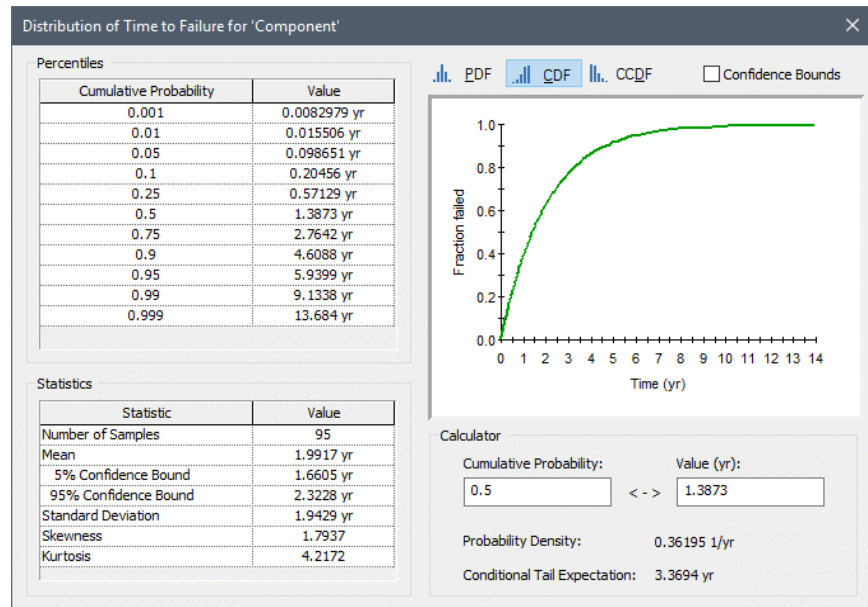 Distribution of Time to Failure for 'Component'
Percentiles
Cumulative Probability Value
0.001 0.0082979 yr
0.01 0.015506 yr
0.05 0.098651 yr
0.1 0.20456 yr
0.25 0.57129 yr
0.5 1.3873 yr
0.75 2.7642 yr
0.9 4.6088 yr
0.95 5.9399 yr
0.99 9.1338 yr
0.999 13.684 yr
Statistics
Statistic Value
Number of Samples 95
Mean 1.9917 yr
5% Confidence Bound 1.6605 yr
95% Confidence Bound 2.3228 yr
Standard Deviation 1.9429 yr
Skewness 1.7937
Kurtosis 4.2172
PDF CDF CCDF Confidence Bounds
Fraction failed
1.0
0.8
0.6
0.4
0.2
0.0
0 1 2 3 4 5 6 7 8 9 10 11 12 13 14
Time (yr)
Calculator
Cumulative Probability: Value (yr):
0.5 < - > 1.3873
Probability Density: 0.36195 1/yr
Conditional Tail Expectation: 3.3694 yr